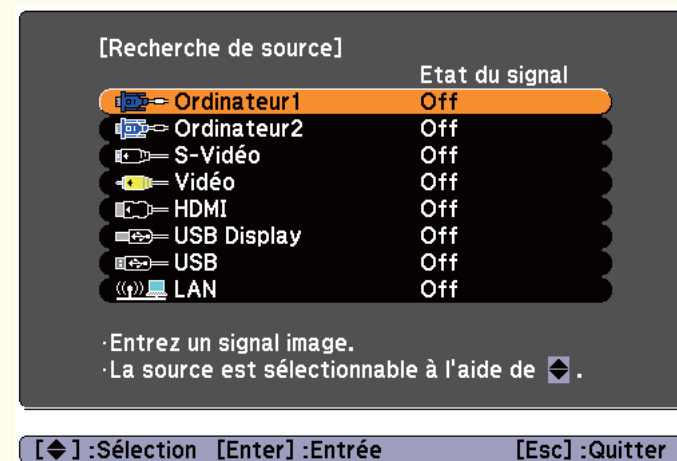 [Recherche de source]
Etat du signal
Ordinateur1 Off
Ordinateur2 Off
S-Vidéo Off
Vidéo Off
HDMI Off
USB Display Off
USB Off
LAN Off
·Entrez un signal image.
·La source est sélectionnable à l'aide de .
[ ] :Sélection [Enter] :Entrée [Esc] :Quitter